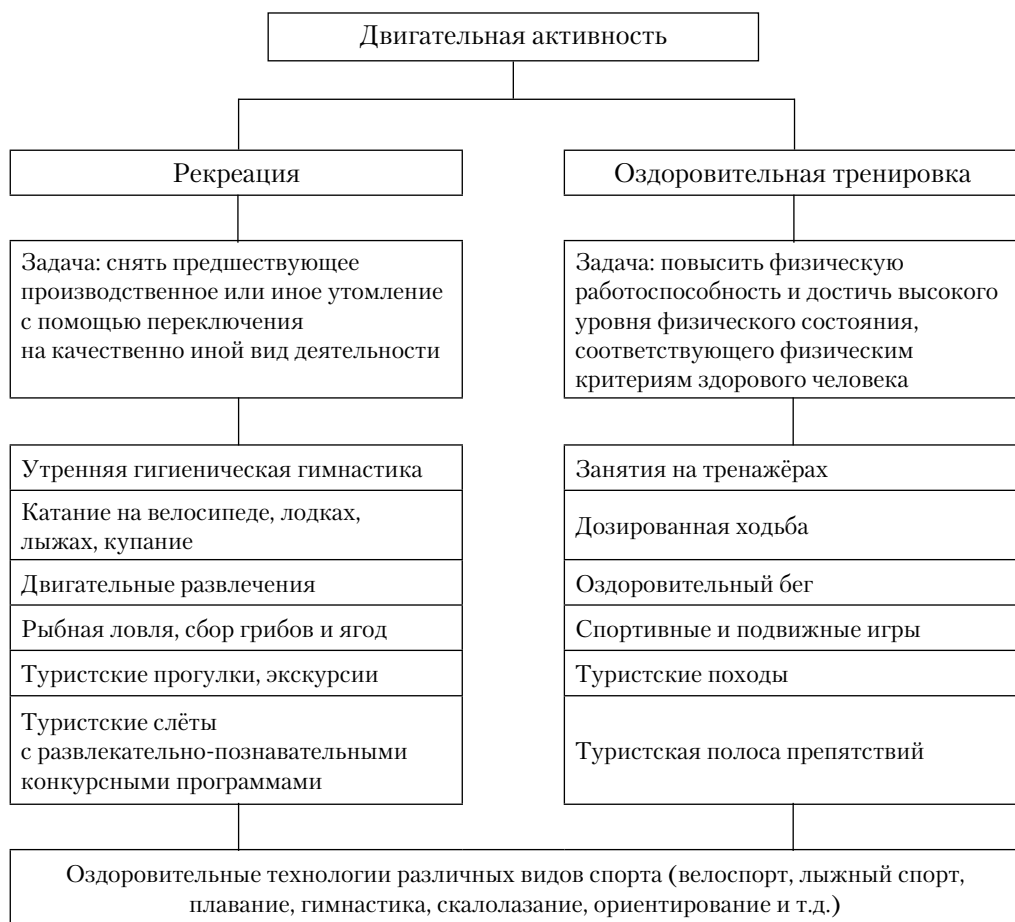 Двигательная активность
Рекреация
Оздоровительная тренировка
Задача: снять предшествующее
производственное или иное утомление
с помощью переключения
на качественно иной вид деятельности
Задача: повысить физическую
работоспособность и достичь высокого
уровня физического состояния,
соответствующего физическим
критериям здорового человека
Утренняя гигиеническая гимнастика
Катание на велосипеде, лодках,
лыжах, купание
Двигательные развлечения
Рыбная ловля, сбор грибов и ягод
Туристские прогулки, экскурсии
Туристские слёты
с развлекательно-познавательными
конкурсными программами
Занятия на тренажёрах
Дозированная ходьба
Оздоровительный бег
Спортивные и подвижные игры
Туристские походы
Туристская полоса препятствий
Оздоровительные технологии различных видов спорта (велоспорт, лыжный спорт,
плавание, гимнастика, скалолазание, ориентирование и т.д.)